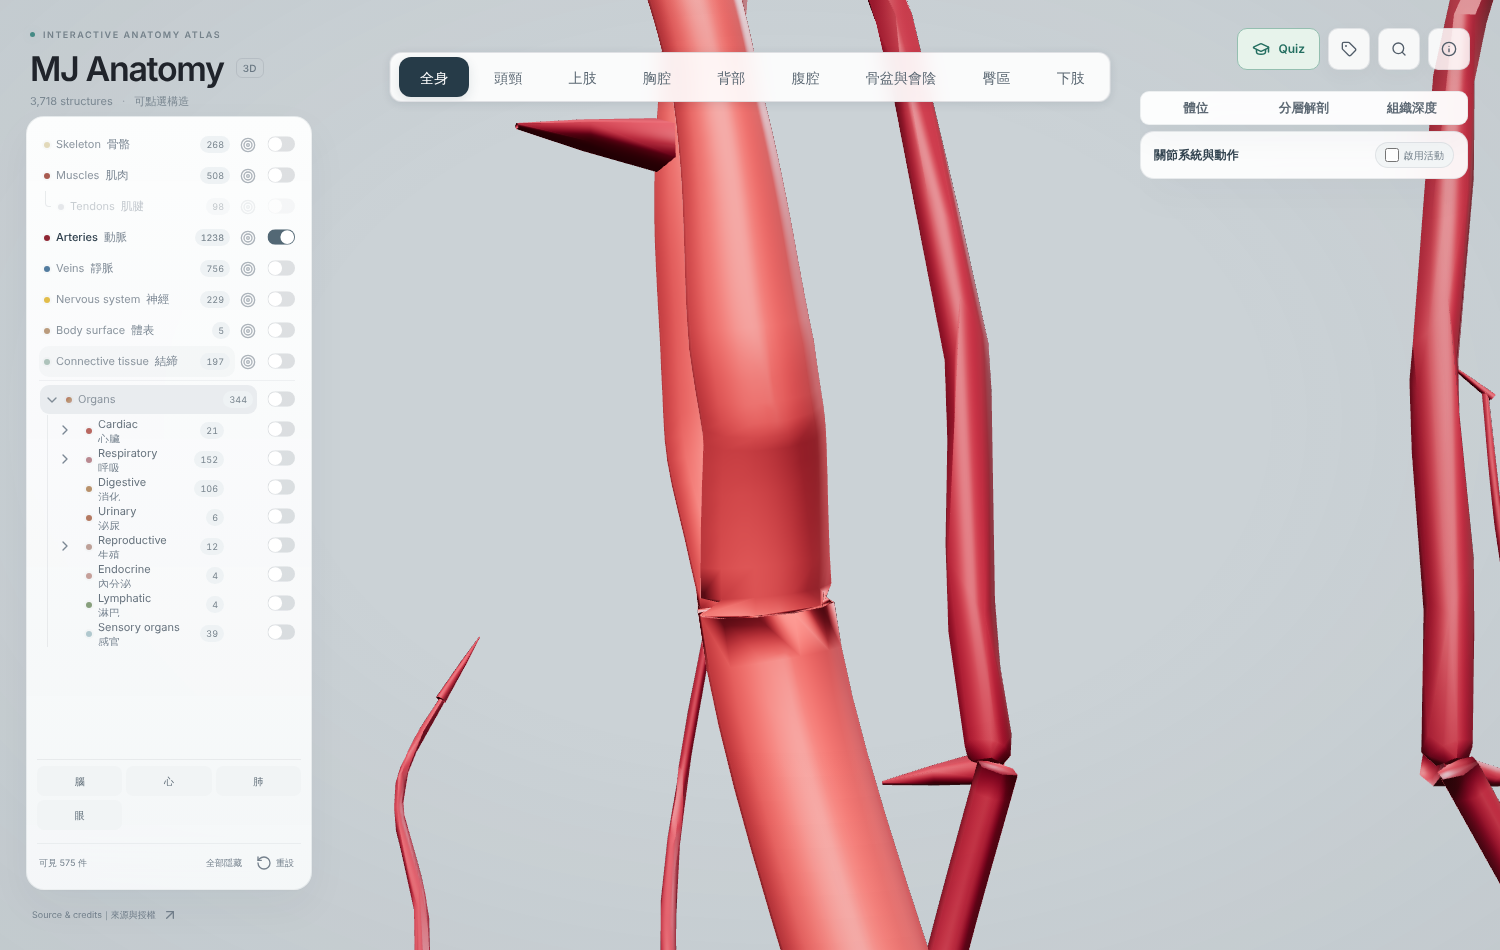 INTERACTIVE ANATOMY ATLAS
MJ Anatomy 3D
3,718 structures · 可點選構造
Skeleton 骨骼 268
Muscles 肌肉 508
Tendons 肌腱 98
Arteries 動脈 1238
Veins 靜脈 756
Nervous system 神經 229
Body surface 體表 5
Connective tissue 結締 197
Organs 344
Cardiac 21
心臟
Respiratory 152
呼吸
Digestive 106
消化
Urinary 6
泌尿
Reproductive 12
生殖
Endocrine 4
內分泌
Lymphatic 4
淋巴
Sensory organs 39
感官
腦 心 肺
眼
可見 575 件 全部隱藏 重設
Source & credits | 來源與授權
全身 頭頸 上肢 胸腔 背部 腹腔 骨盆與會陰 臀區 下肢
Quiz
體位 分層解剖 組織深度
關節系統與動作 啟用活動